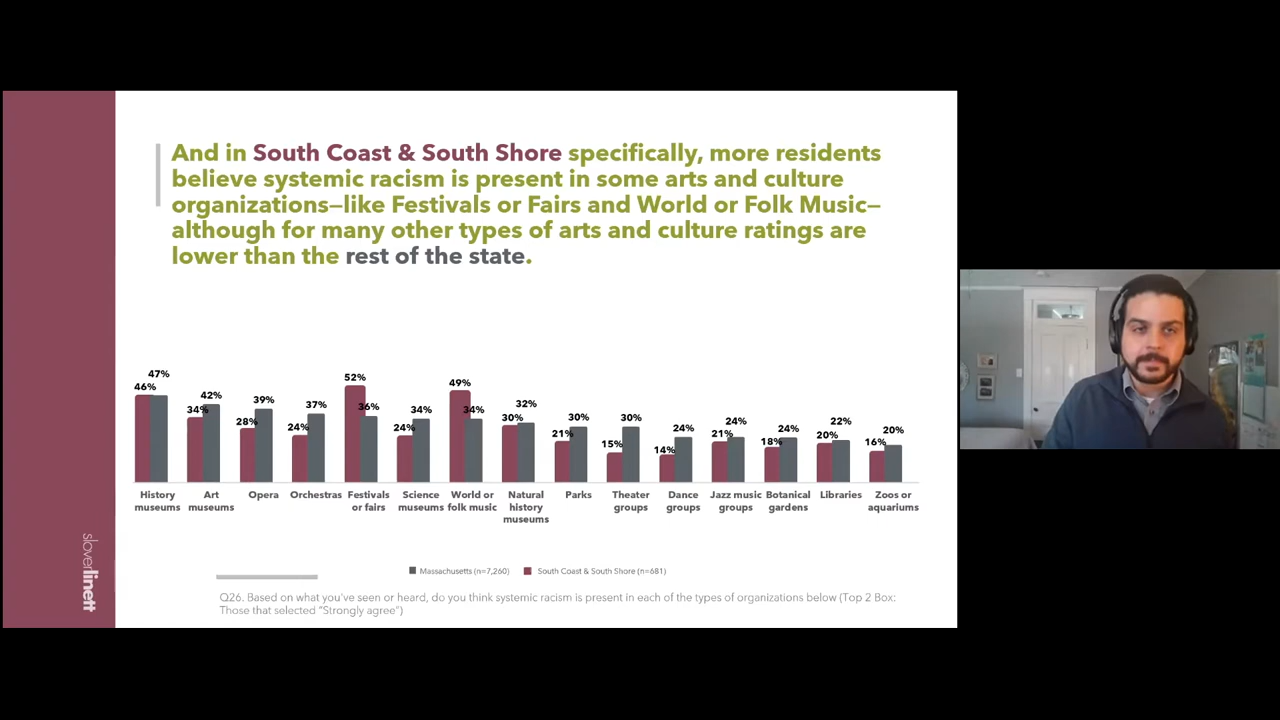 And in South Coast & South Shore specifically, more residents
believe systemic racism is present in some arts and culture
organizations—like Festivals or Fairs and World or Folk Music—
although for many other types of arts and culture ratings are
lower than the rest of the state.
46% 47%
34% 42%
28% 39%
24% 37%
52% 36%
24% 34%
49% 34%
30% 32%
21% 30%
15% 30%
14% 24%
21% 24%
18% 24%
20% 22%
16% 20%
History
museums
Art
museums
Opera
Orchestras
Festivals
or fairs
Science
museums
World or
folk music
Natural
history
museums
Parks
Theater
groups
Dance
groups
Jazz music
groups
Botanical
gardens
Libraries
Zoos or
aquariums
Massachusetts (n=7,260) South Coast & South Shore (n=681)
Q26. Based on what you've seen or heard, do you think systemic racism is present in each of the types of organizations below (Top 2 Box:
Those that selected "Strongly agree")
sloverlinett